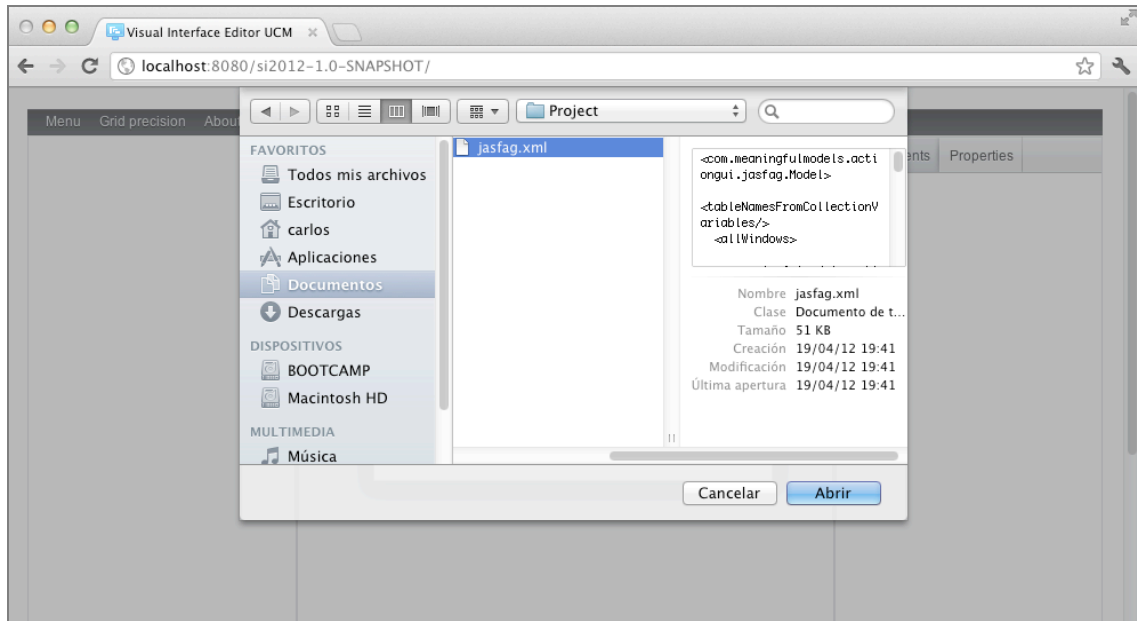 Visual Interface Editor UCM
localhost:8080/si2012-1.0-SNAPSHOT/
Menu Grid precision About
Project
nts Properties
FAVORITOS
Todos mis archivos
Escritorio
carlos
Aplicaciones
Documentos
Descargas
DISPOSITIVOS
BOOTCAMP
Macintosh HD
MULTIMEDIA
Música
jasfag.xml
<com.meaningfulmodels.acti
ongui.jasfag.Model>
<tableNamesFromCollectionV
ariables/>
<allWindows>
Nombre jasfag.xml
Clase Documento de t...
Tamaño 51 KB
Creación 19/04/12 19:41
Modificación 19/04/12 19:41
Última apertura 19/04/12 19:41
Cancelar Abrir